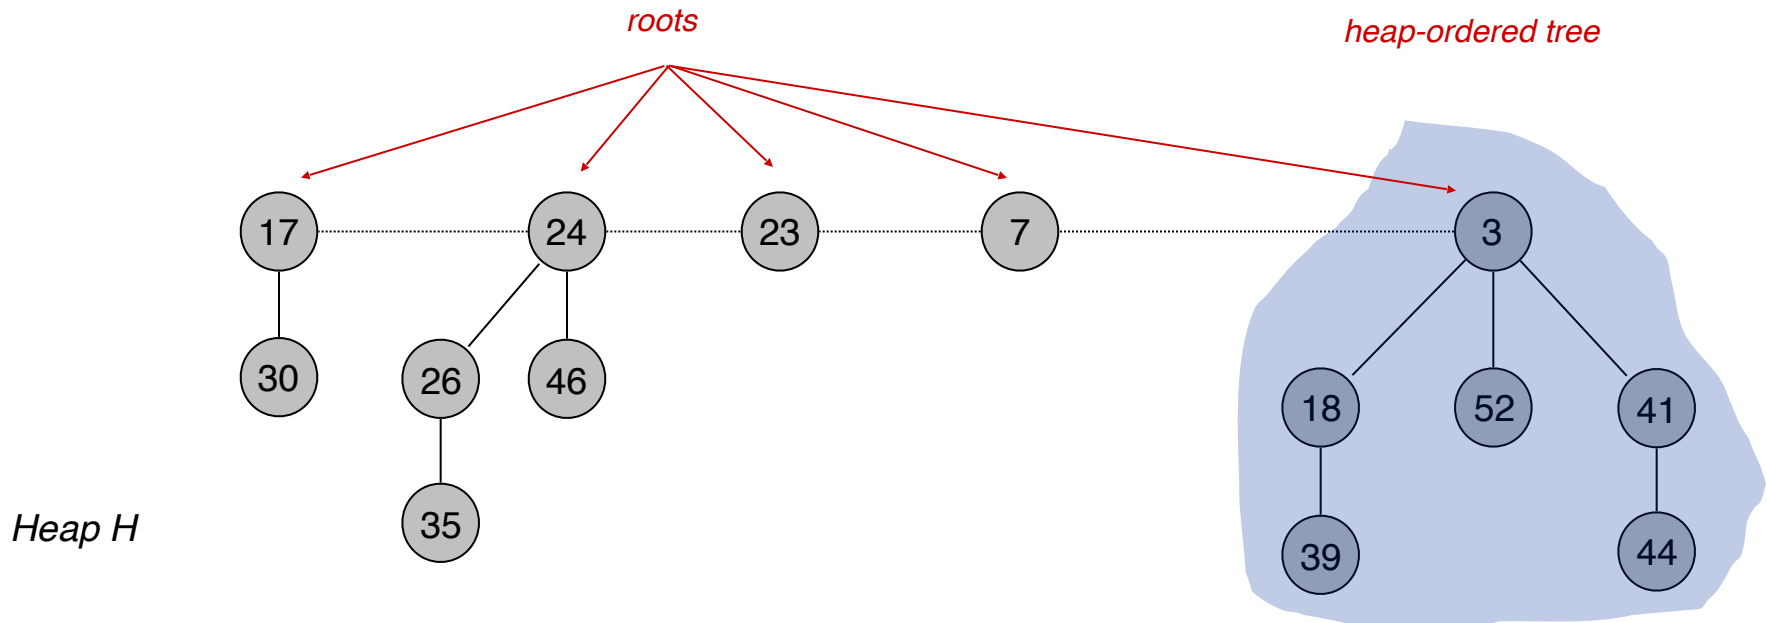 roots
heap-ordered tree
17 24 23 7 3
30 26 46 18 52 41
Heap H 35 39 44